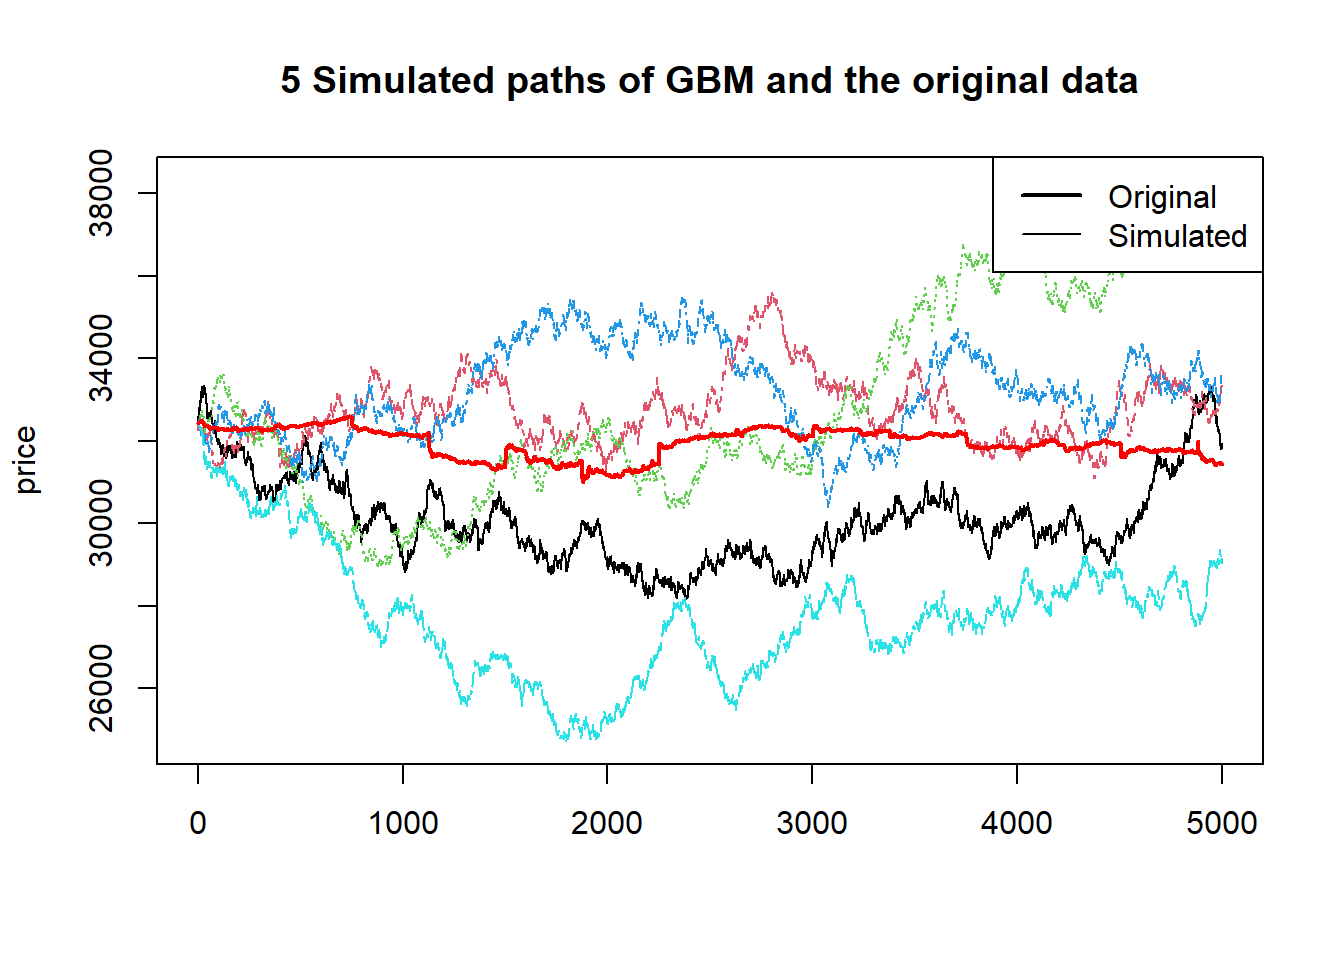 5 Simulated paths of GBM and the original data
38000
34000
30000
26000
price
Original
Simulated
0 1000 2000 3000 4000 5000